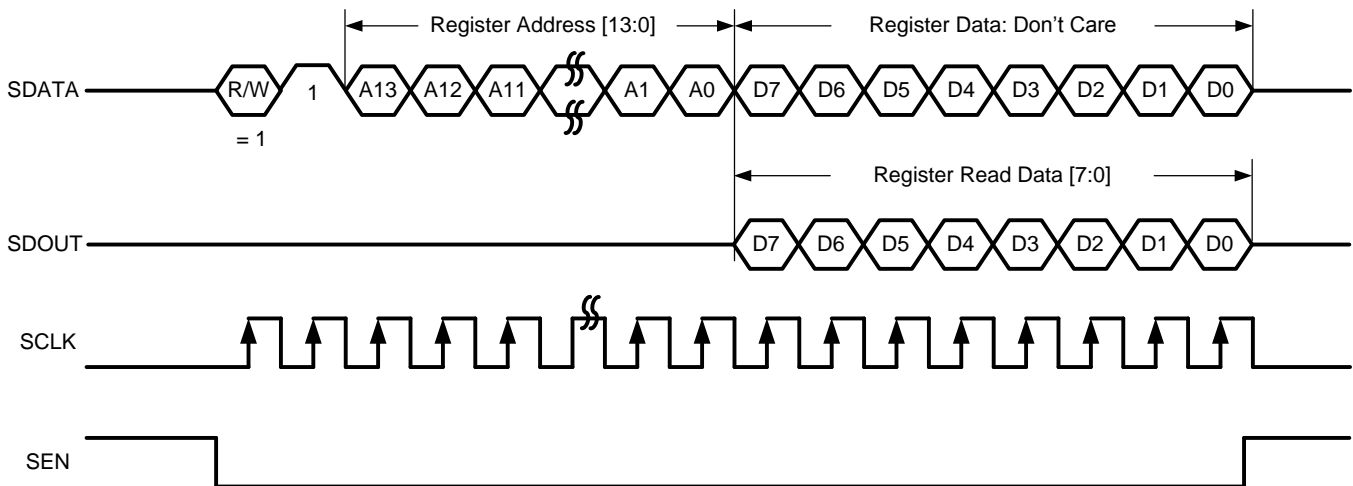 Register Address [13:0] Register Data: Don't Care
SDATA R/W 1 A13 A12 A11 A1 A0 D7 D6 D5 D4 D3 D2 D1 D0
= 1
Register Read Data [7:0]
SDOUT D7 D6 D5 D4 D3 D2 D1 D0
SCLK
SEN